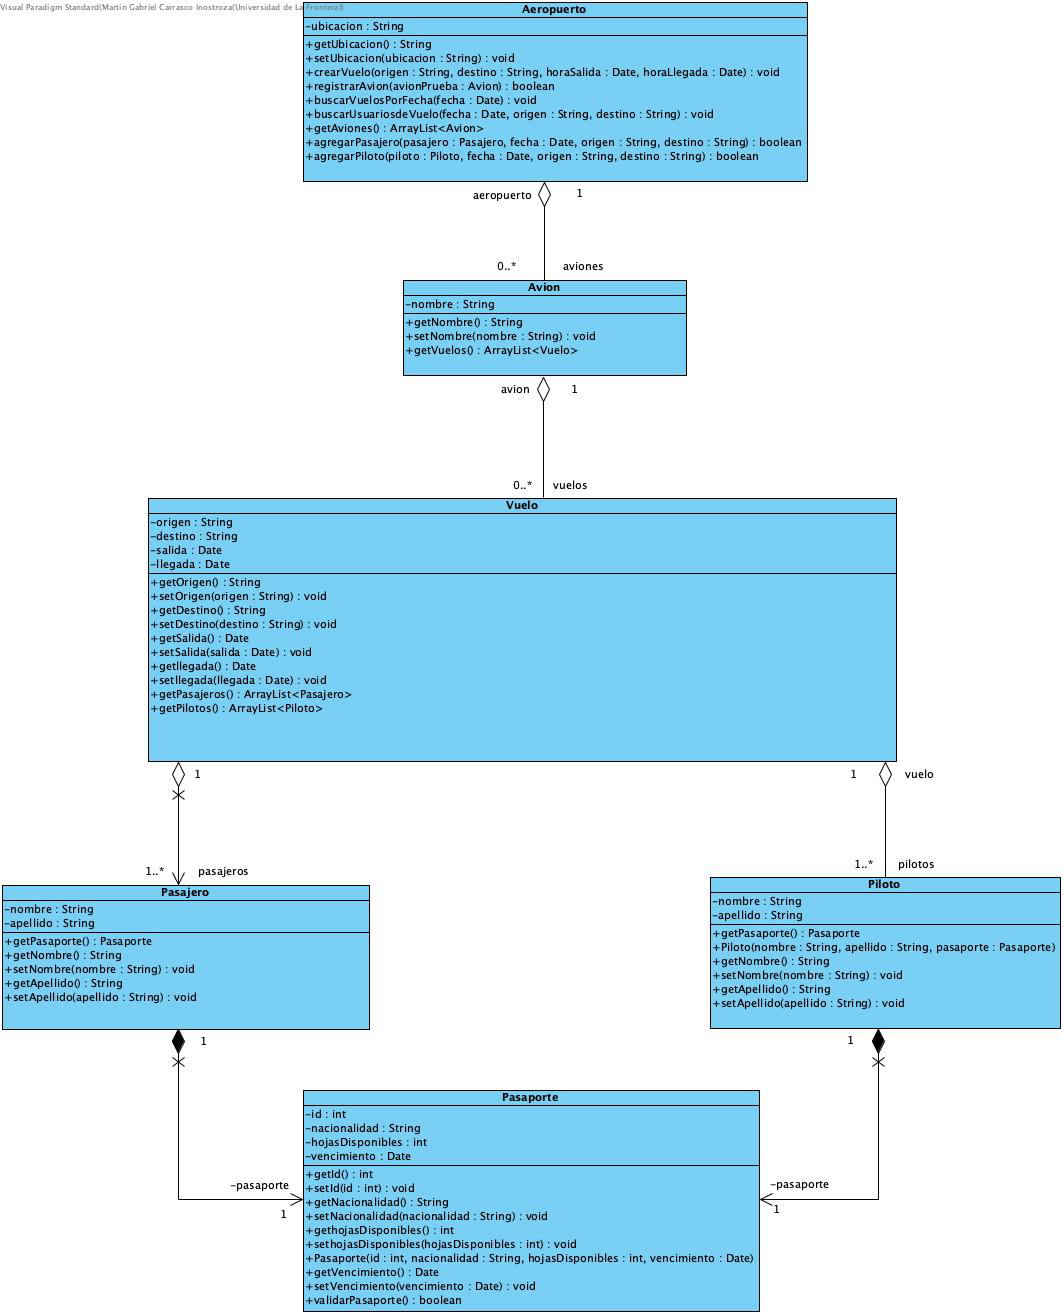 Visual Paradigm Standard(Martin Gabriel Carrasco Inostroza(Universidad de La Frontera))
Aeropuerto
-ubicacion : String
+getUbicacion() : String
+setUbicacion(ubicacion : String) : void
+crearVuelo(origen : String, destino : String, horaSalida : Date, horaLlegada : Date) : void
+registrarAvion(avionPrueba : Avion) : boolean
+buscarVuelosPorFecha(fecha : Date) : void
+buscarUsuariosdeVuelo(fecha : Date, origen : String, destino : String) : void
+getAviones() : ArrayList<Avion>
+agregarPasajero(pasajero : Pasajero, fecha : Date, origen : String, destino : String) : boolean
+agregarPiloto(piloto : Piloto, fecha : Date, origen : String, destino : String) : boolean
aeropuerto 1
0..* aviones
Avion
-nombre : String
+getNombre() : String
+setNombre(nombre : String) : void
+getVuelos() : ArrayList<Vuelo>
avion 1
0..* vuelos
Vuelo
-origen : String
-destino : String
-salida : Date
-llegada : Date
+getOrigen() : String
+setOrigen(origen : String) : void
+getDestino() : String
+setDestino(destino : String) : void
+getSalida() : Date
+setSalida(salida : Date) : void
+getllegada() : Date
+setllegada(llegada : Date) : void
+getPasajeros() : ArrayList<Pasajero>
+getPilotos() : ArrayList<Piloto>
1
1 vuelo
1..* pasajeros
1..* pilotos
Pasajero
-nombre : String
-apellido : String
+getPasaporte() : Pasaporte
+getNombre() : String
+setNombre(nombre : String) : void
+getApellido() : String
+setApellido(apellido : String) : void
1
Piloto
-nombre : String
-apellido : String
+getPasaporte() : Pasaporte
+Piloto(nombre : String, apellido : String, pasaporte : Pasaporte)
+getNombre() : String
+setNombre(nombre : String) : void
+getApellido() : String
+setApellido(apellido : String) : void
1
-pasaporte
1
-pasaporte
1
Pasaporte
-id : int
-nacionalidad : String
-hojasDisponibles : int
-vencimiento : Date
+getId() : int
+setId(id : int) : void
+getNacionalidad() : String
+setNacionalidad(nacionalidad : String) : void
+gethojasDisponibles() : int
+sethojasDisponibles(hojasDisponibles : int) : void
+Pasaporte(id : int, nacionalidad : String, hojasDisponibles : int, vencimiento : Date)
+getVencimiento() : Date
+setVencimiento(vencimiento : Date) : void
+validarPasaporte() : boolean